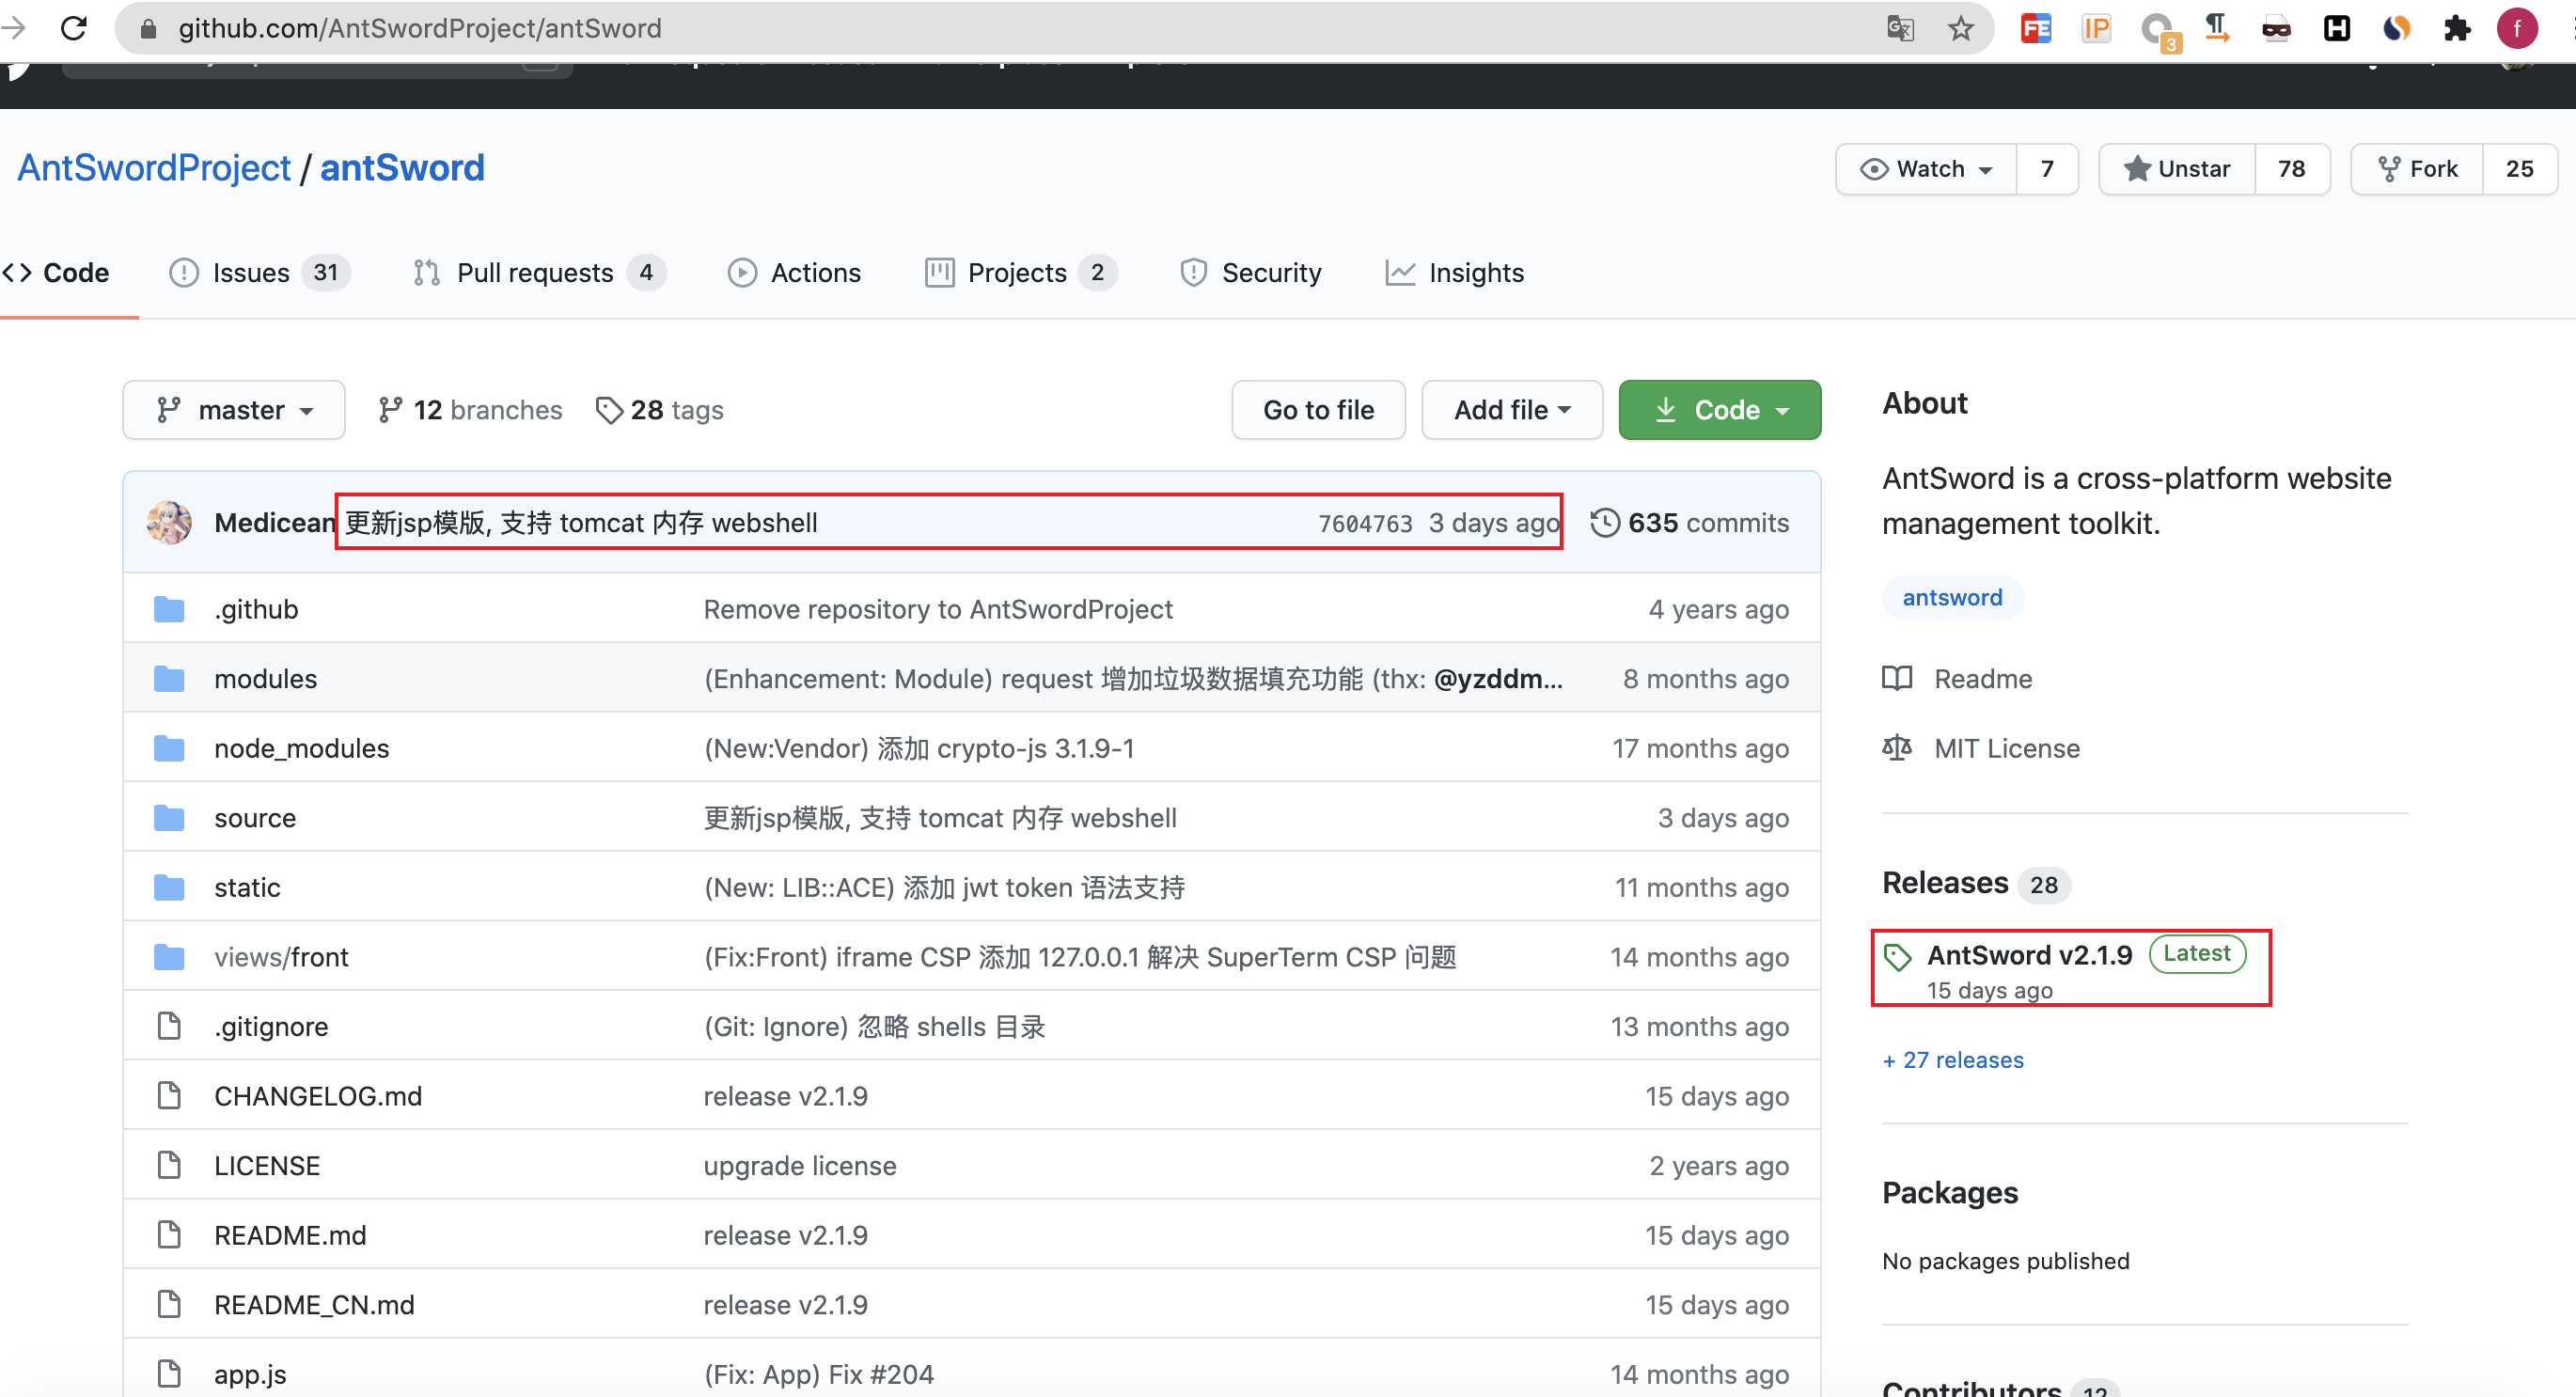 github.com/AntSwordProject/antSword
FE IP 3 H f
AntSwordProject / antSword
Watch 7 Unstar 78 Fork 25
Code Issues 31 Pull requests 4 Actions Projects 2 Security Insights
master 12 branches 28 tags Go to file Add file Code
Medicean 更新jsp模版, 支持 tomcat 内存 webshell 7604763 3 days ago 635 commits
.github Remove repository to AntSwordProject 4 years ago
modules (Enhancement: Module) request 增加垃圾数据填充功能 (thx: @yzddm... 8 months ago
node_modules (New:Vendor) 添加 crypto-js 3.1.9-1 17 months ago
source 更新jsp模版, 支持 tomcat 内存 webshell 3 days ago
static (New: LIB::ACE) 添加 jwt token 语法支持 11 months ago
views/front (Fix:Front) iframe CSP 添加 127.0.0.1 解决 SuperTerm CSP 问题 14 months ago
.gitignore (Git: Ignore) 忽略 shells 目录 13 months ago
CHANGELOG.md release v2.1.9 15 days ago
LICENSE upgrade license 2 years ago
README.md release v2.1.9 15 days ago
README_CN.md release v2.1.9 15 days ago
app.js (Fix: App) Fix #204 14 months ago
About
AntSword is a cross-platform website
management toolkit.
antsword
Readme
MIT License
Releases 28
AntSword v2.1.9 Latest
15 days ago
+ 27 releases
Packages
No packages published
Contributors 12